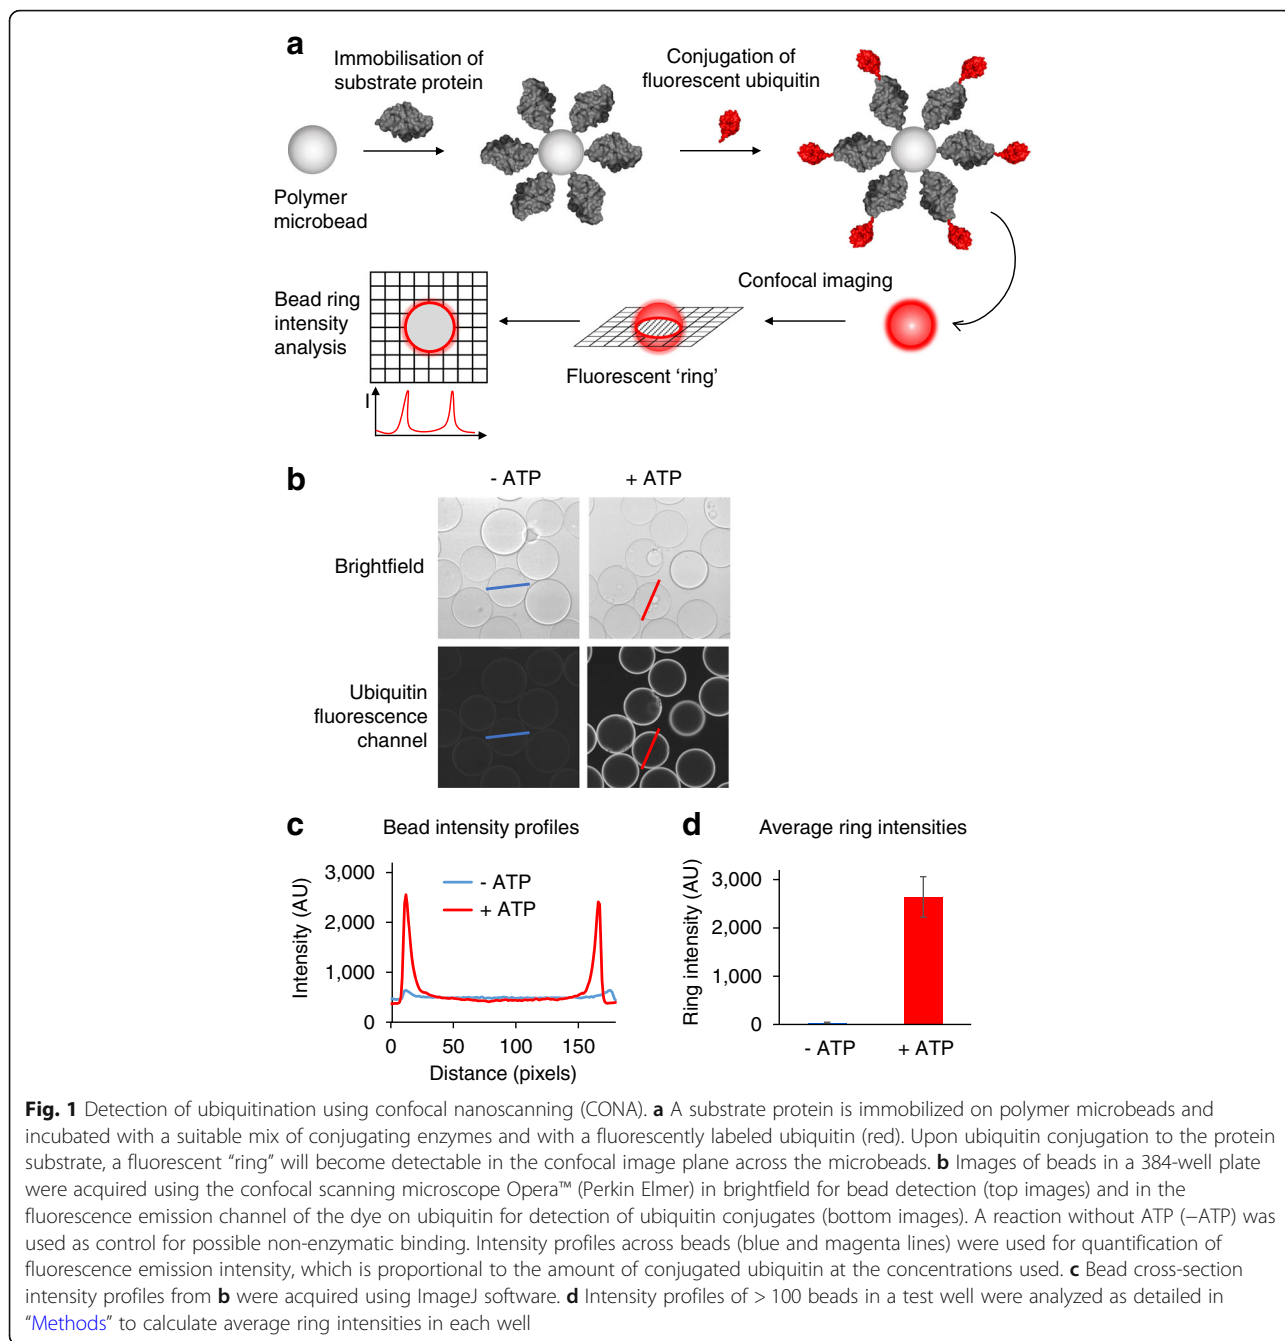 a
Immobilisation of
substrate protein
Conjugation of
fluorescent ubiquitin
Polymer
microbead
Confocal imaging
Bead ring
intensity
analysis
Fluorescent ‘ring’
I
b
- ATP
+ ATP
Brightfield
Ubiquitin
fluorescence
channel
c
Bead intensity profiles
Intensity (AU)
3,000
2,000
1,000
0
- ATP
+ ATP
0 50 100 150
Distance (pixels)
d
Average ring intensities
Ring intensity (AU)
3,000
2,000
1,000
0
- ATP + ATP
Fig. 1 Detection of ubiquitination using confocal nanoscanning (CONA). a A substrate protein is immobilized on polymer microbeads and
incubated with a suitable mix of conjugating enzymes and with a fluorescently labeled ubiquitin (red). Upon ubiquitin conjugation to the protein
substrate, a fluorescent “ring” will become detectable in the confocal image plane across the microbeads. b Images of beads in a 384-well plate
were acquired using the confocal scanning microscope Opera™ (Perkin Elmer) in brightfield for bead detection (top images) and in the
fluorescence emission channel of the dye on ubiquitin for detection of ubiquitin conjugates (bottom images). A reaction without ATP (−ATP) was
used as control for possible non-enzymatic binding. Intensity profiles across beads (blue and magenta lines) were used for quantification of
fluorescence emission intensity, which is proportional to the amount of conjugated ubiquitin at the concentrations used. c Bead cross-section
intensity profiles from b were acquired using ImageJ software. d Intensity profiles of > 100 beads in a test well were analyzed as detailed in
“Methods” to calculate average ring intensities in each well